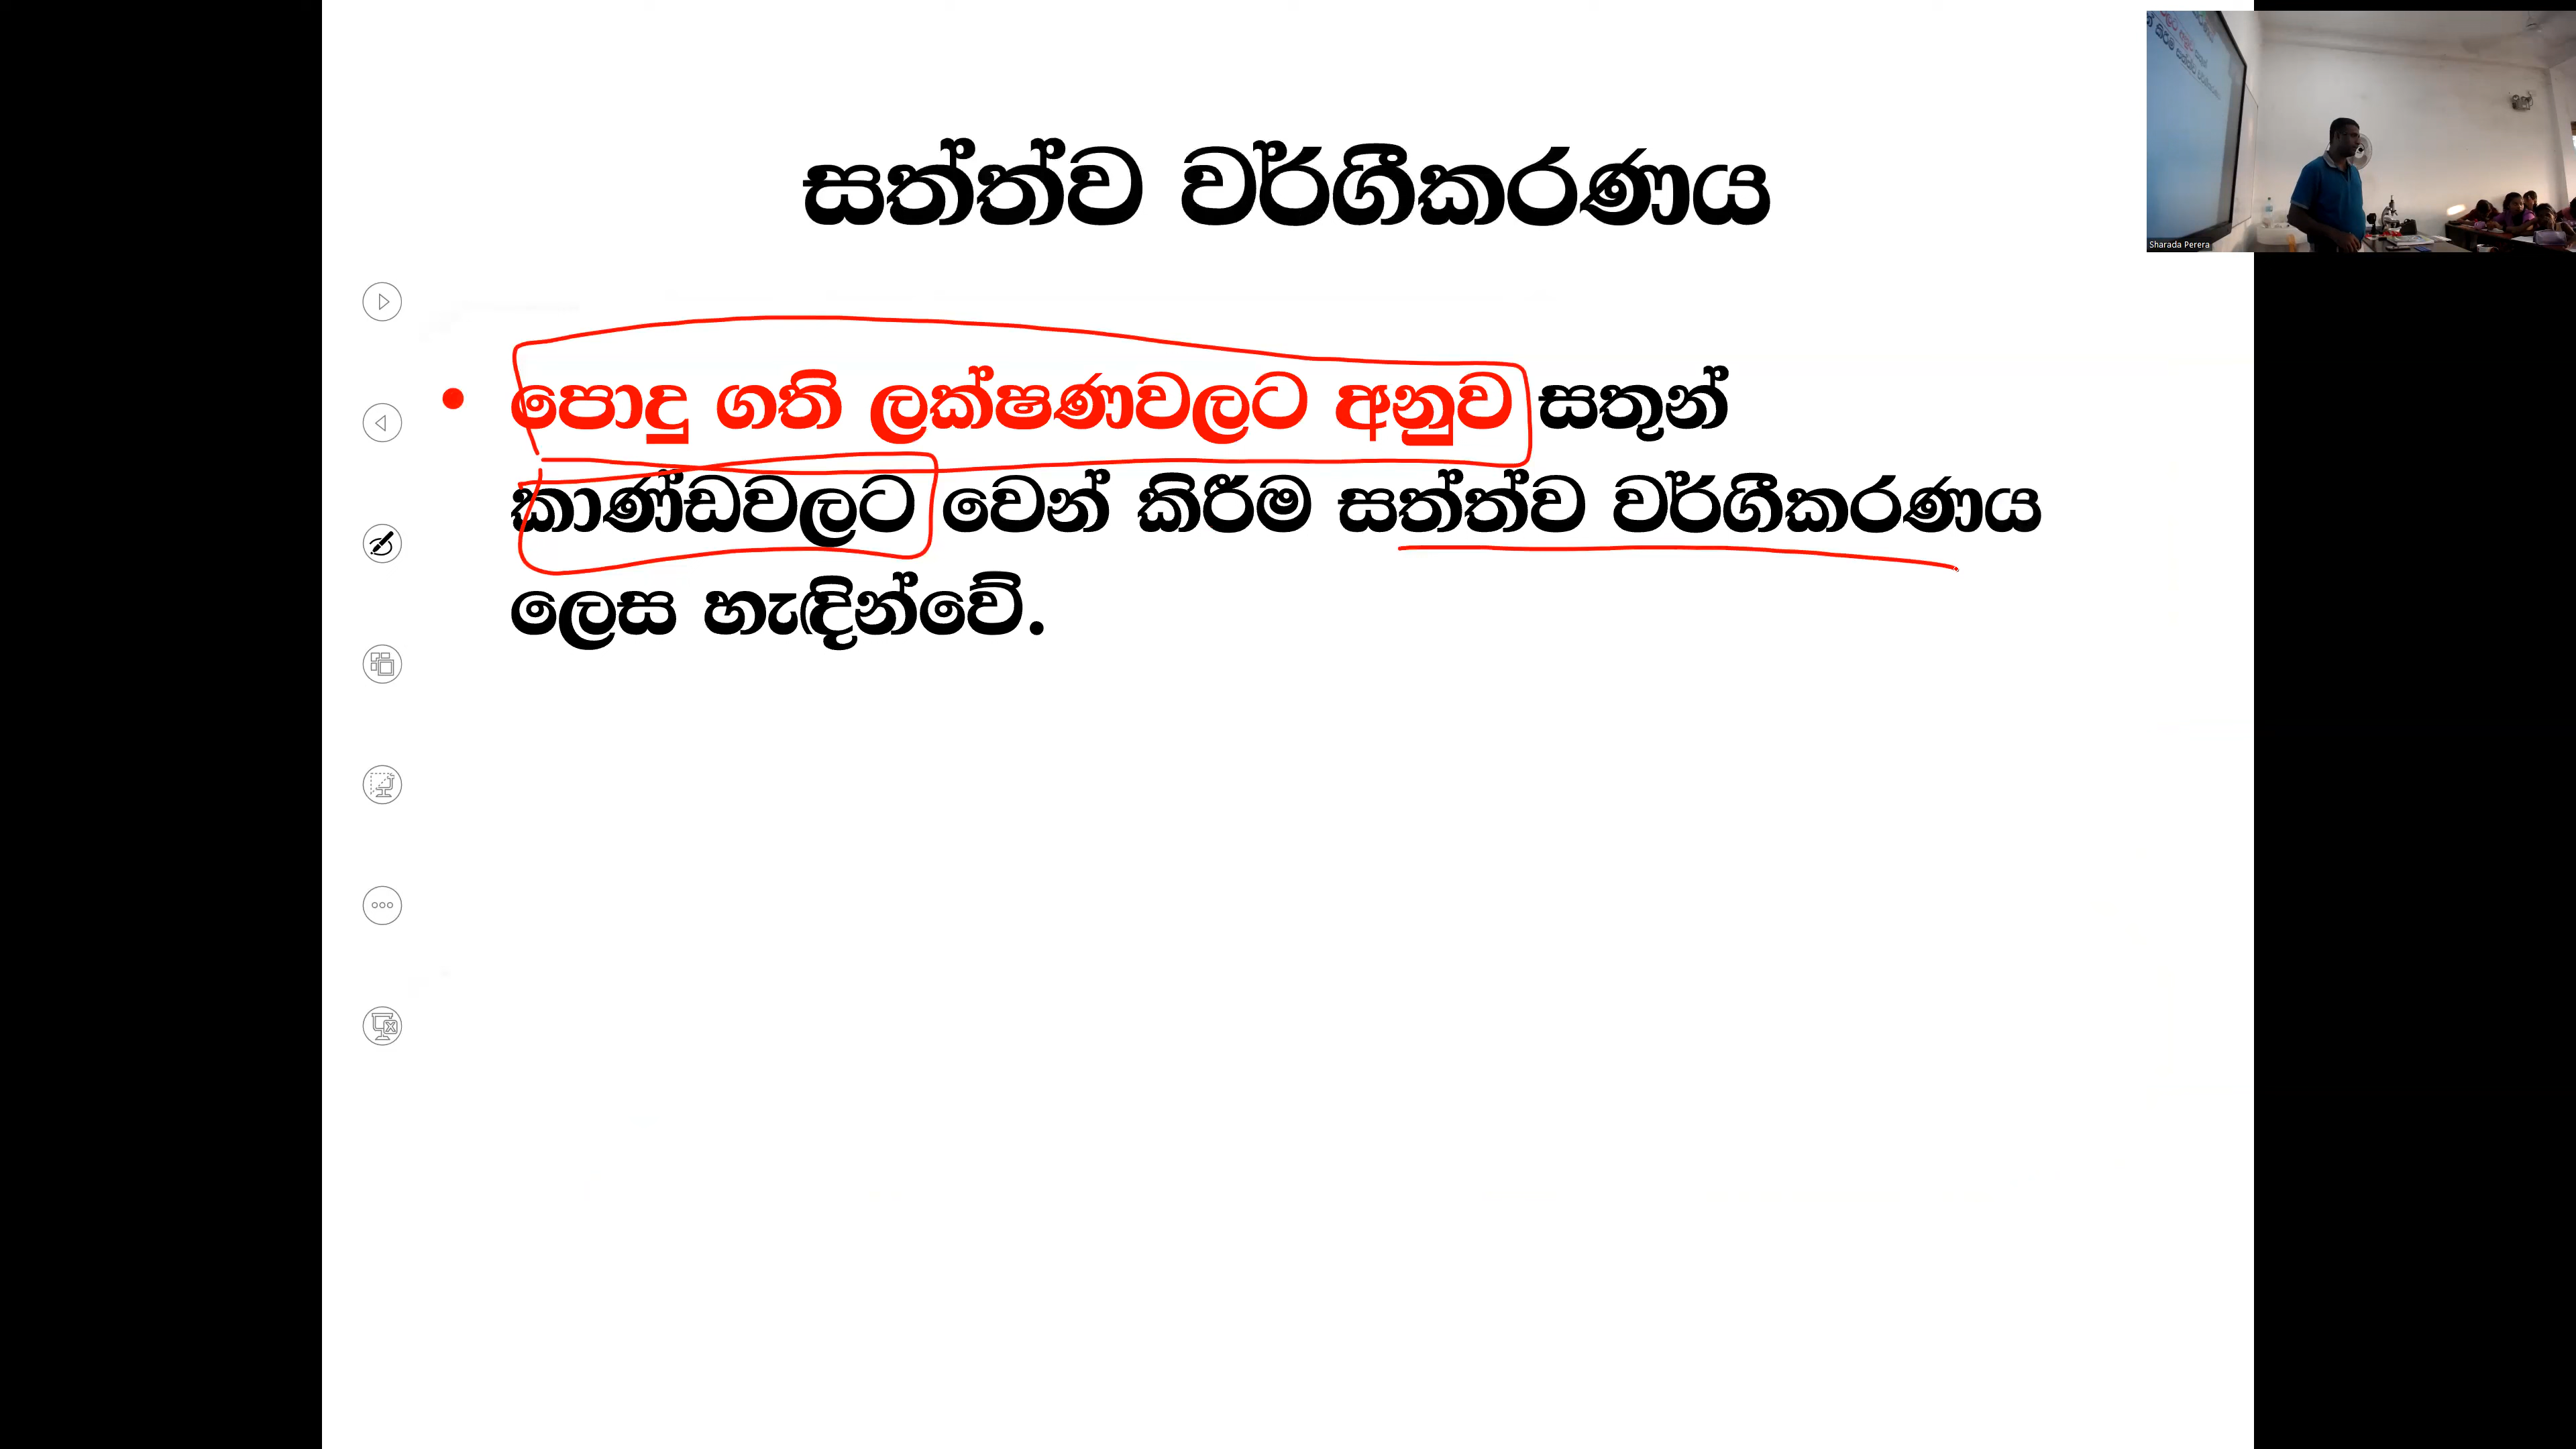 සත්ත්ව වර්ගීකරණය
Sharada Perera
• පොදු ගති ලක්ෂණවලට අනුව සතුන්
කාණ්ඩවලට වෙන් කිරීම සත්ත්ව වර්ගීකරණය
ලෙස හැඳින්වේ.